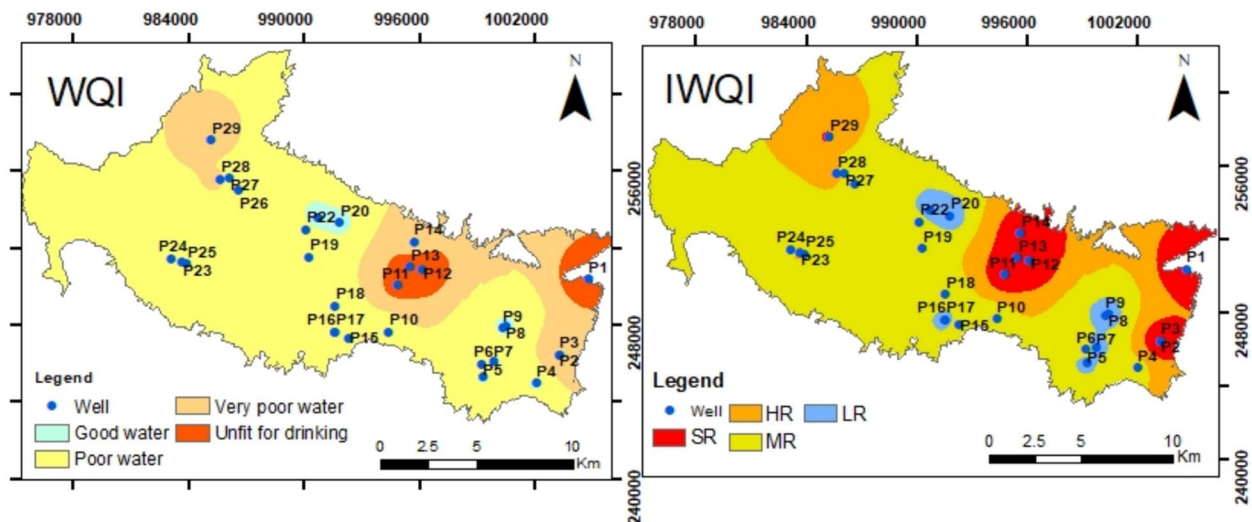 978000 984000 990000 996000 1002000
WQI
N
P29
P28
P27
P26
P22 P20
P19
P24 P25
P23
P14
P13
P11 P12
P1
P18
P16 P17
P15
P10
P9
P8
P6 P7
P5
P3
P2
P4
256000
248000
240000
Legend
Well
Good water
Poor water
Very poor water
Unfit for drinking
0 2.5 5 10
Km
978000 984000 990000 996000 1002000
IWQI
N
P29
P28
P27
P22 P20
P19
P24 P25
P23
P14
P13
P11 P12
P1
P18
P16 P17
P15
P10
P9
P8
P6 P7
P5
P3
P2
P4
256000
248000
240000
Legend
Well
SR
HR
MR
LR
0 2.5 5 10
Km